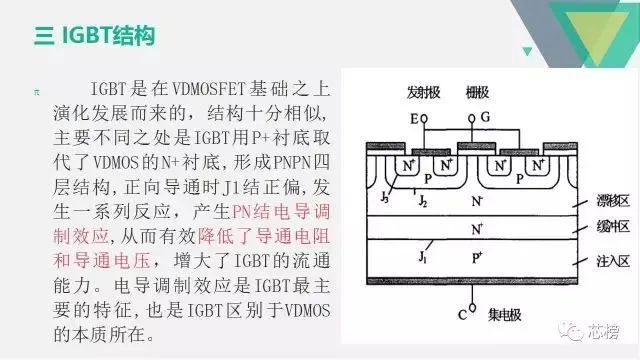 三 IGBT结构
π
IGBT是在VDMOSFET基础之上
演化发展而来的，结构十分相似,
主要不同之处是IGBT用P+衬底取
代了VDMOS的N+衬底,形成PNPN四
层结构,正向导通时J1结正偏,发
生一系列反应，产生PN结电导调
制效应,从而有效降低了导通电阻
和导通电压，增大了IGBT的流通
能力。电导调制效应是IGBT最主
要的特征,也是IGBT区别于VDMOS
的本质所在。
发射极 栅极
E G
N⁺ N⁺ N⁺ N⁺
P P
J₃ J₂
N⁻ 漂移区
N⁺ 缓冲区
J₁ P⁺ 注入区
C 集电极
芯榜